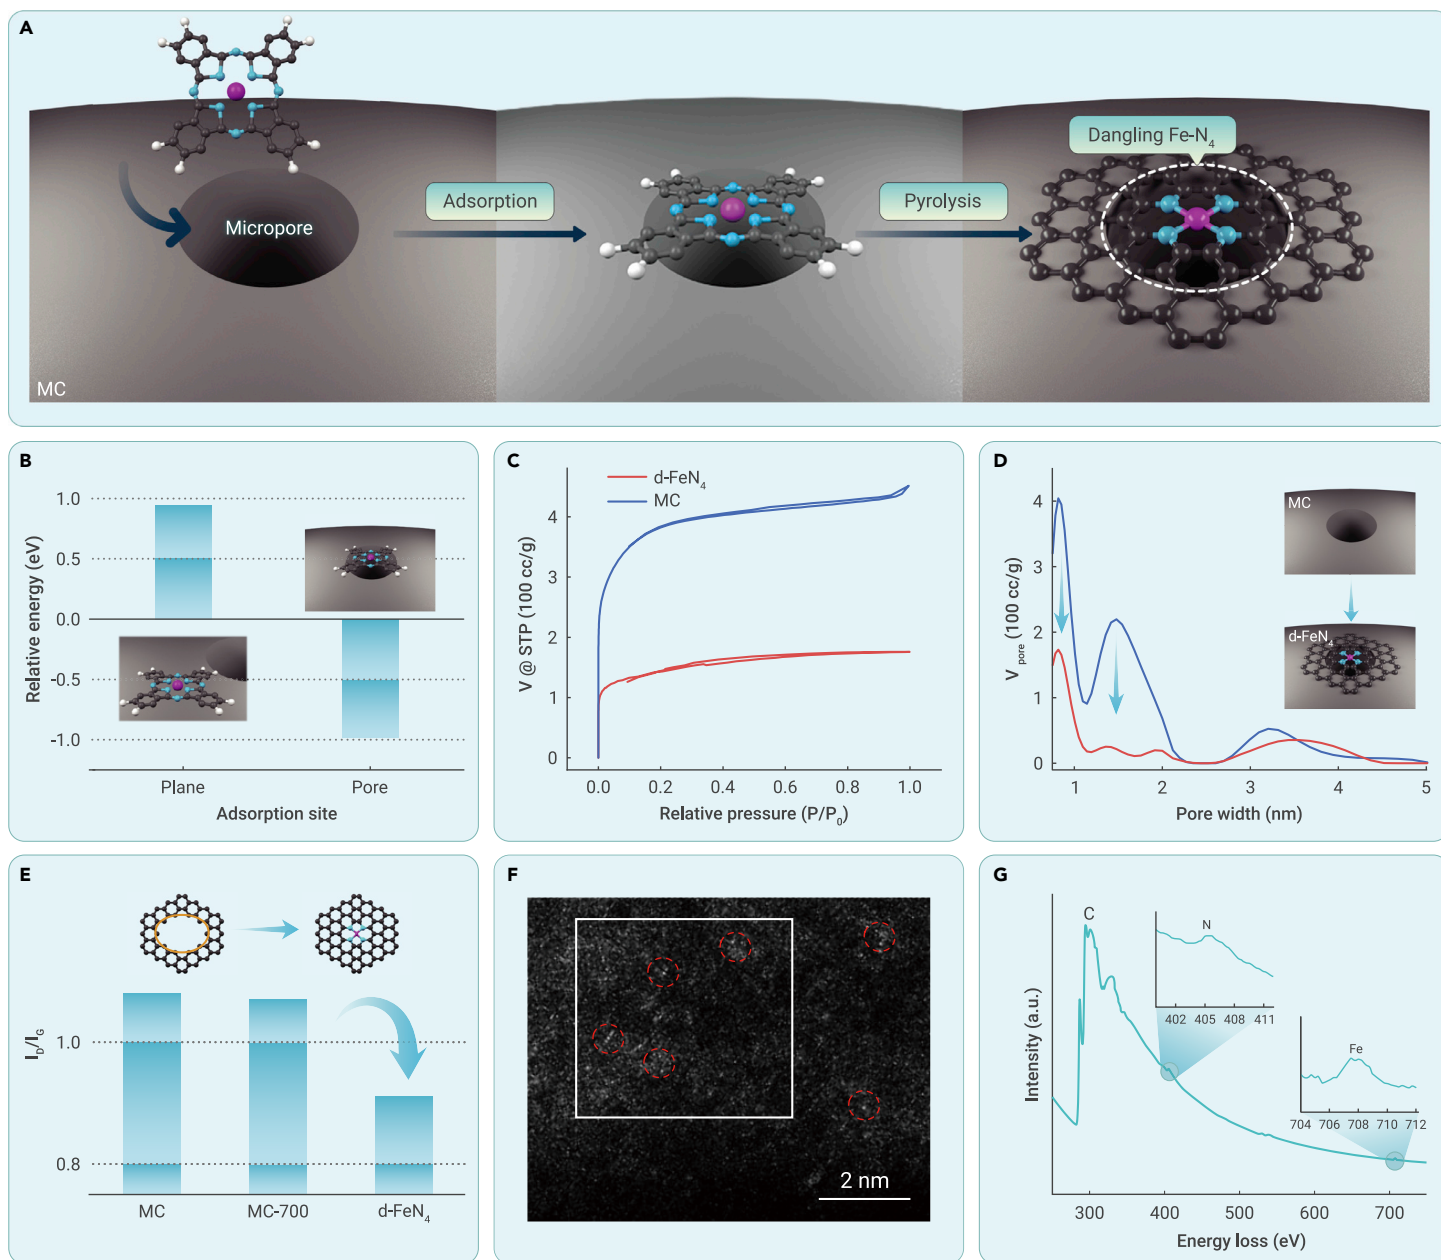 A
Dangling Fe-N₄
Adsorption
Pyrolysis
Micropore
MC
B
1.0
0.5
0.0
-0.5
-1.0
Relative energy (eV)
Plane
Pore
Adsorption site
C
d-FeN₄
MC
4
3
2
1
0
V @ STP (100 cc/g)
0.0
0.2
0.4
0.6
0.8
1.0
Relative pressure (P/P₀)
D
MC
d-FeN₄
4
3
2
1
0
V_pore (100 cc/g)
1
2
3
4
5
Pore width (nm)
E
1.0
0.8
I_D/I_G
MC
MC-700
d-FeN₄
F
2 nm
G
C
N
402
405
408
411
Fe
704
706
708
710
712
Intensity (a.u.)
300
400
500
600
700
Energy loss (eV)